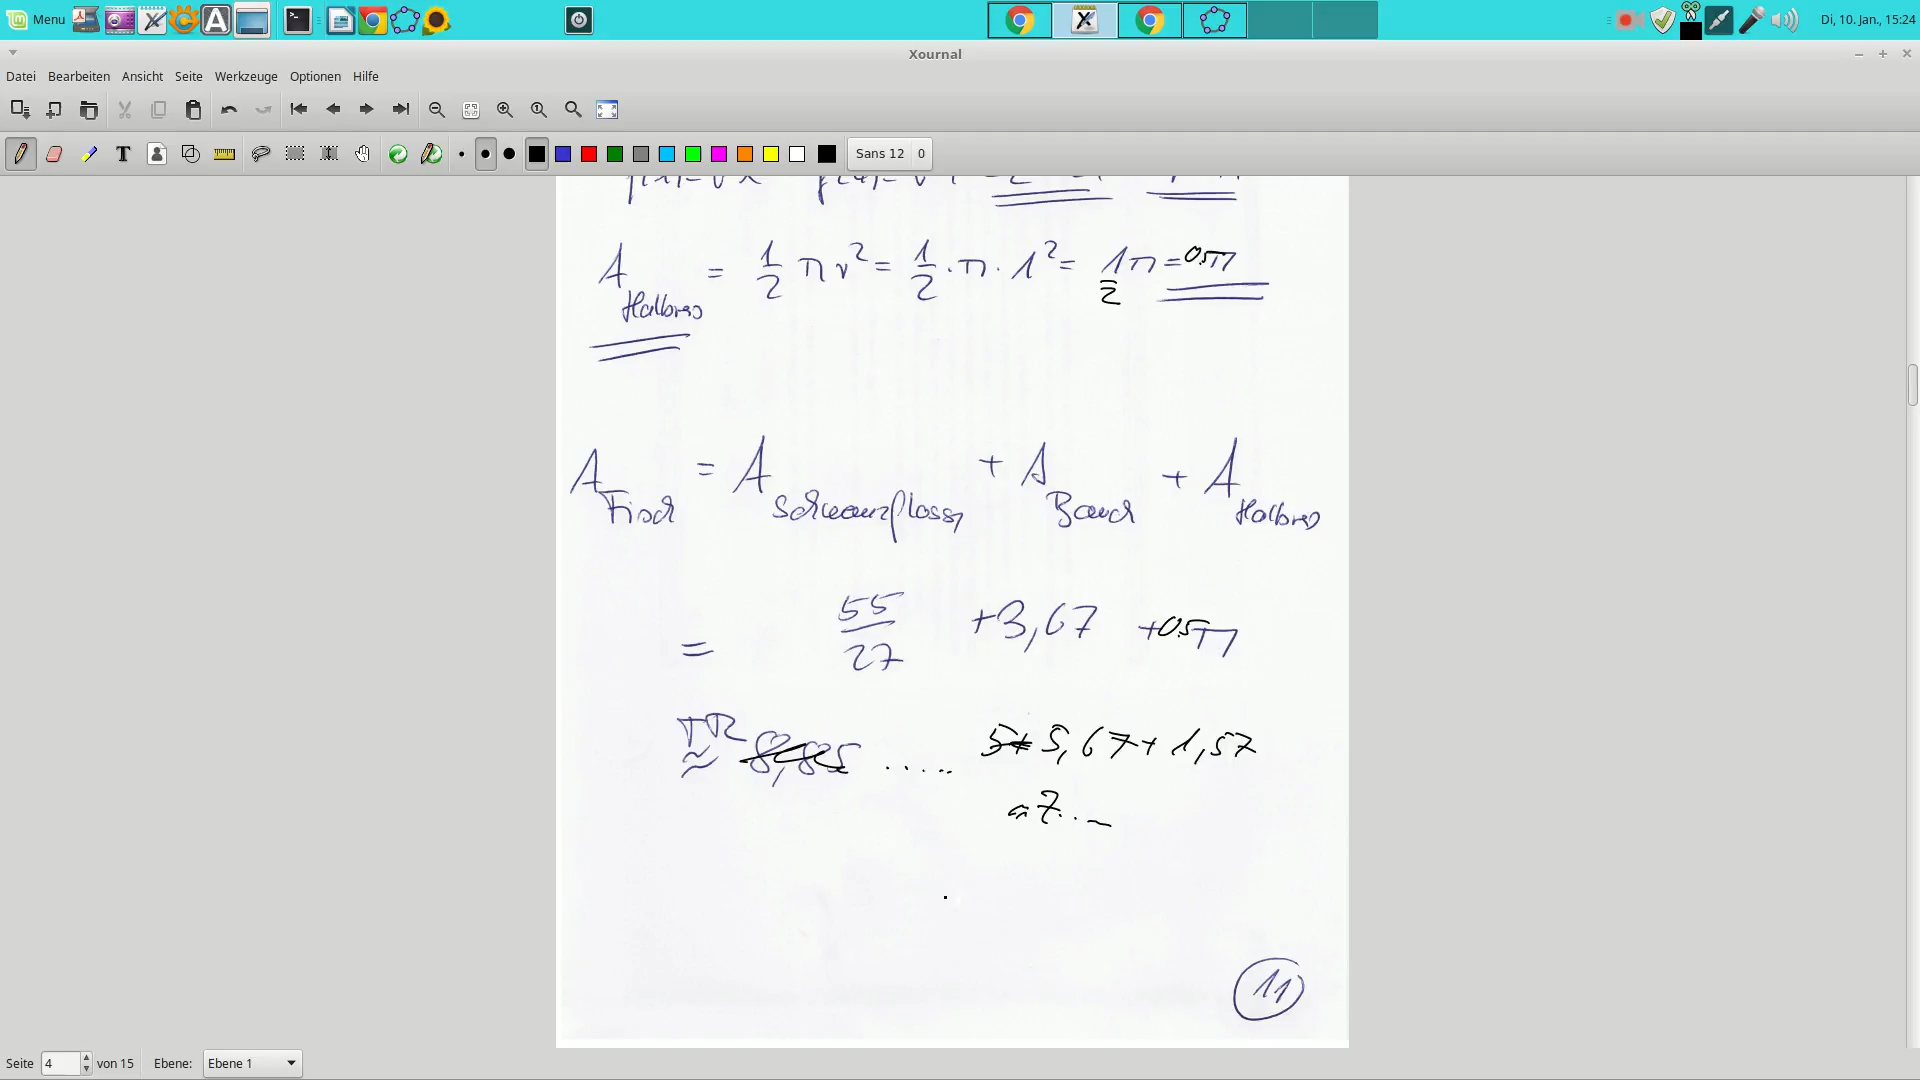 Menu
Di, 10. Jan., 15:24
Xournal
Datei Bearbeiten Ansicht Seite Werkzeuge Optionen Hilfe
Sans 12 0
A Halbkreis = 1/2 π r² = 1/2 · π · 1² = 1/2 π = 0.5π
A Fisch = A Schwanzflosse + A Bauch + A Halbkreis
= 55/27 + 3,67 + 0.5π
TR ≈ 8,85 ..... 5+ 5,67 + 1,57
≈ 7...
11
Seite 4 von 15 Ebene: Ebene 1